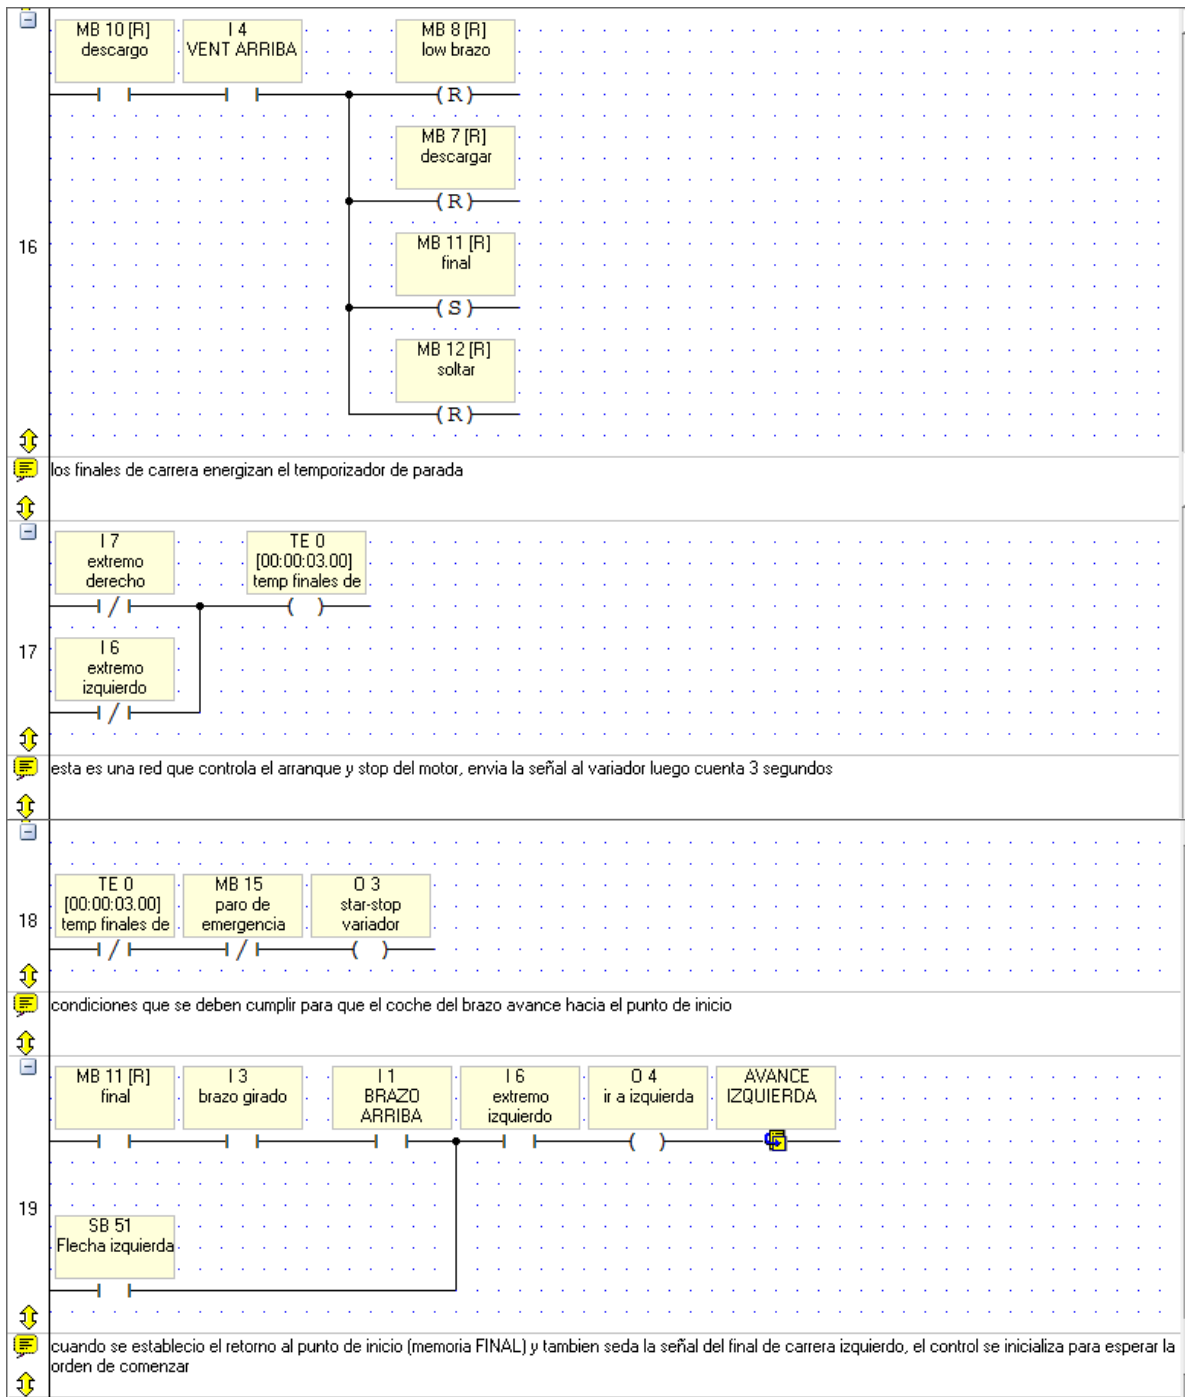 MB 10 [R]
descargo
I 4
VENT ARRIBA
MB 8 [R]
low brazo
(R)
MB 7 [R]
descargar
(R)
16
MB 11 [R]
final
(S)
MB 12 [R]
soltar
(R)
los finales de carrera energizan el temporizador de parada
I 7
extremo
derecho
TE 0
[00:00:03.00]
temp finales de
17
I 6
extremo
izquierdo
esta es una red que controla el arranque y stop del motor, envia la señal al variador luego cuenta 3 segundos
18
TE 0
[00:00:03.00]
temp finales de
MB 15
paro de
emergencia
O 3
star-stop
variador
condiciones que se deben cumplir para que el coche del brazo avance hacia el punto de inicio
MB 11 [R]
final
I 3
brazo girado
I 1
BRAZO
ARRIBA
I 6
extremo
izquierdo
O 4
ir a izquierda
AVANCE
IZQUIERDA
19
SB 51
Flecha izquierda
cuando se establecio el retorno al punto de inicio (memoria FINAL) y tambien seda la señal del final de carrera izquierdo, el control se inicializa para esperar la
orden de comenzar